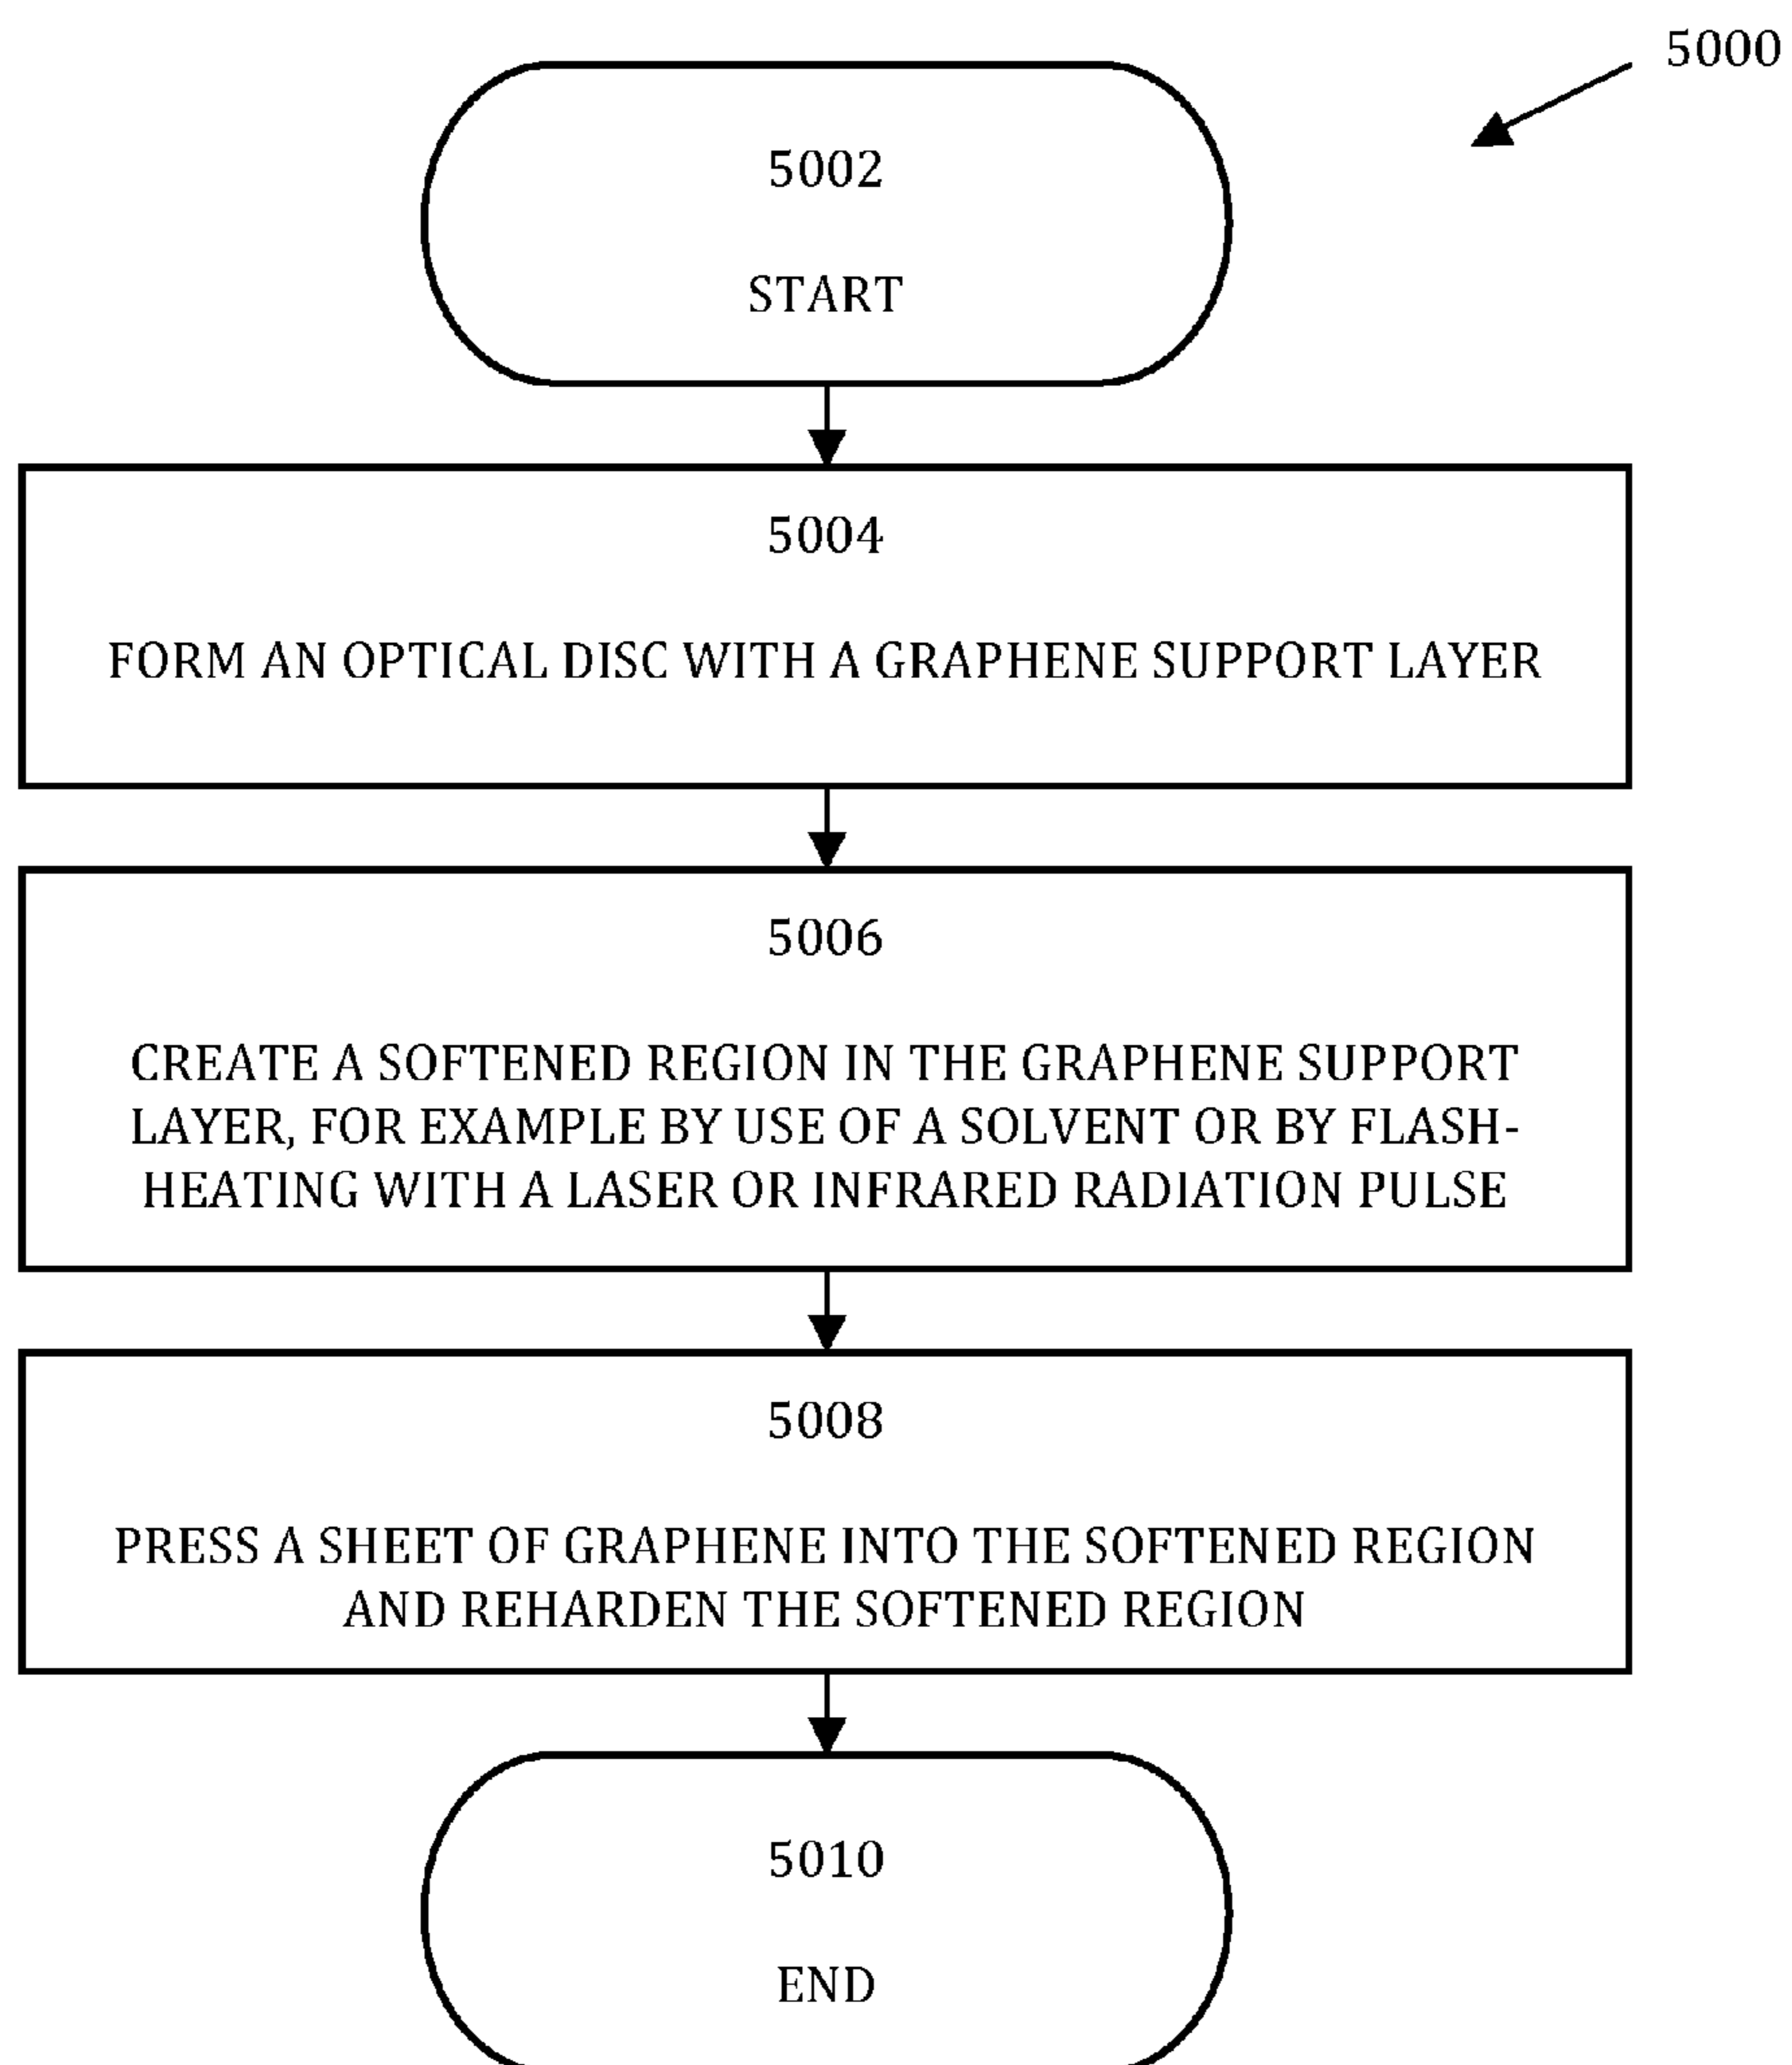 5000
5002
START
5004
FORM AN OPTICAL DISC WITH A GRAPHENE SUPPORT LAYER
5006
CREATE A SOFTENED REGION IN THE GRAPHENE SUPPORT
LAYER, FOR EXAMPLE BY USE OF A SOLVENT OR BY FLASH-
HEATING WITH A LASER OR INFRARED RADIATION PULSE
5008
PRESS A SHEET OF GRAPHENE INTO THE SOFTENED REGION
AND REHARDEN THE SOFTENED REGION
5010
END